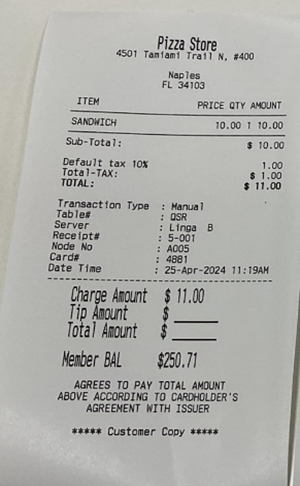 Pizza Store
4501 Tamiami Trail N, #400
Naples
FL 34103
ITEM PRICE QTY AMOUNT
SANDWICH 10.00 1 10.00
Sub-Total: $ 10.00
Default tax 10% 1.00
Total-TAX: $ 1.00
TOTAL: $ 11.00
Transaction Type : Manual
Table# : QSR
Server : Linga B
Receipt# : 5-001
Node No : A005
Card# : 4881
Date Time : 25-Apr-2024 11:19AM
Charge Amount $ 11.00
Tip Amount $
Total Amount $
Member BAL $250.71
AGREES TO PAY TOTAL AMOUNT
ABOVE ACCORDING TO CARDHOLDER'S
AGREEMENT WITH ISSUER
***** Customer Copy *****